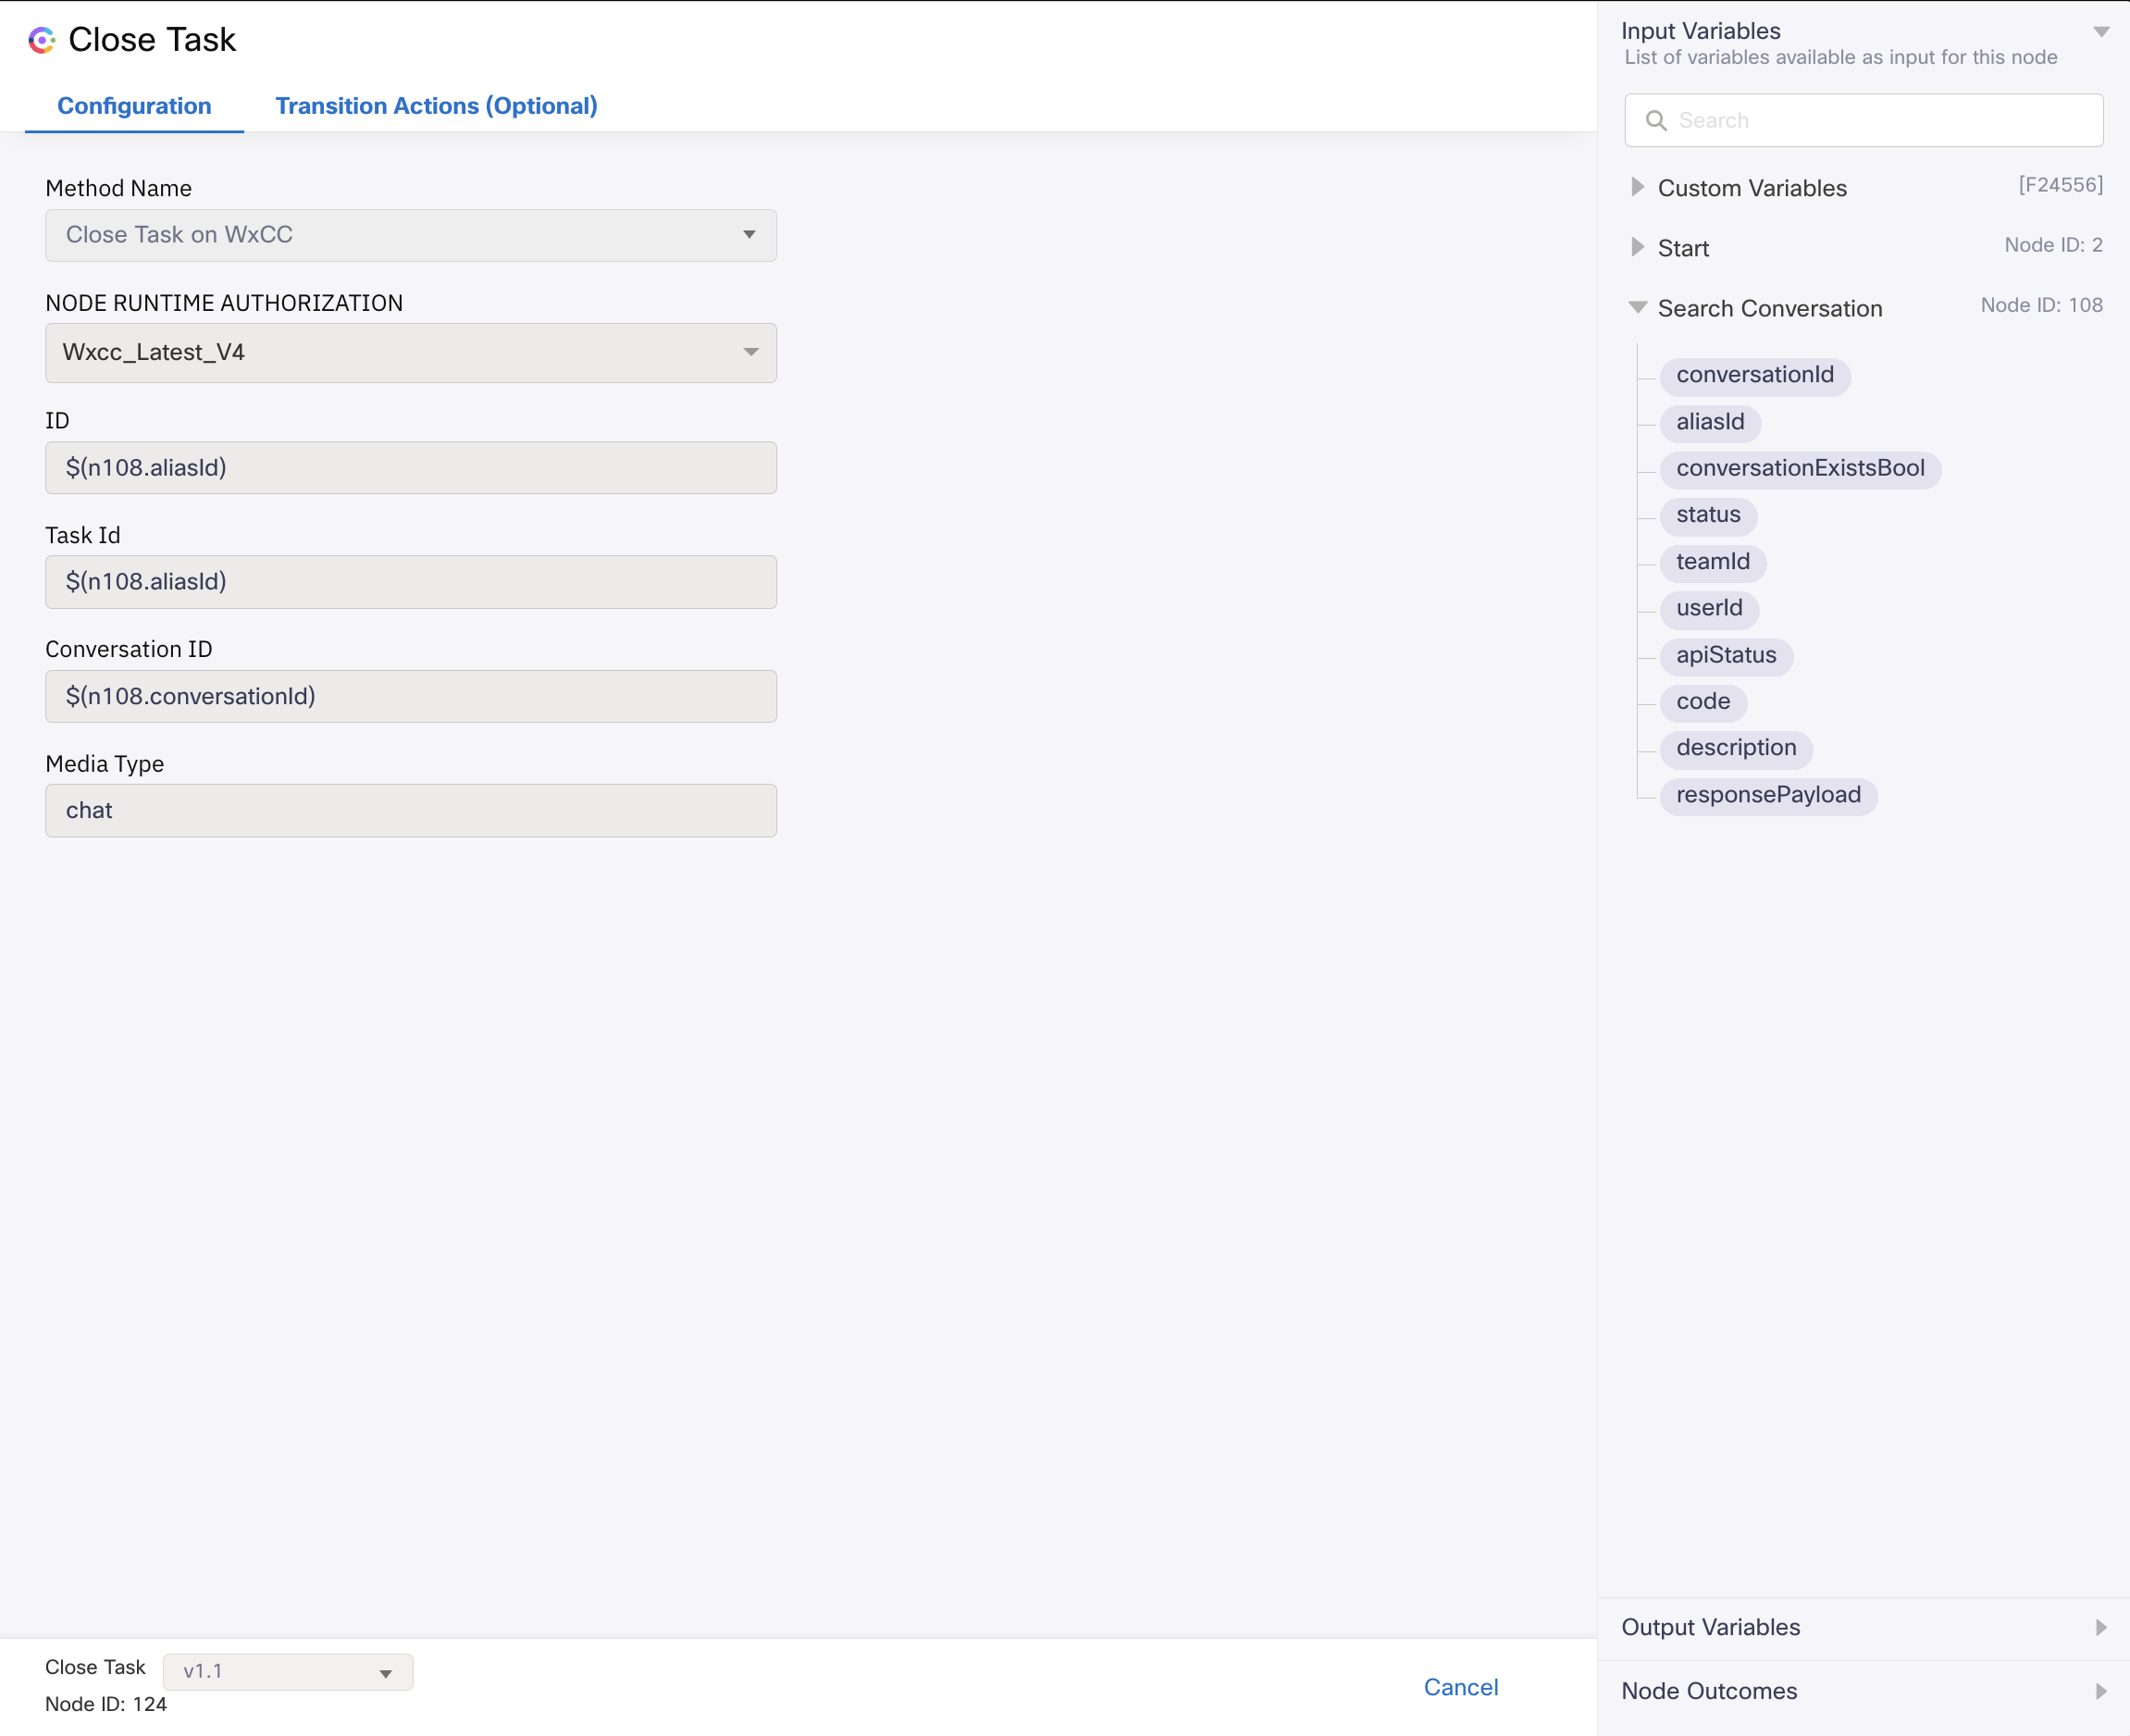 Close Task
Configuration
Transition Actions (Optional)
Method Name
Close Task on WxCC
NODE RUNTIME AUTHORIZATION
Wxcc_Latest_V4
ID
$(n108.aliasId)
Task Id
$(n108.aliasId)
Conversation ID
$(n108.conversationId)
Media Type
chat
Close Task
v1.1
Node ID: 124
Cancel
Input Variables
List of variables available as input for this node
Search
Custom Variables
[F24556]
Start
Node ID: 2
Search Conversation
Node ID: 108
conversationId
aliasId
conversationExistsBool
status
teamId
userId
apiStatus
code
description
responsePayload
Output Variables
Node Outcomes